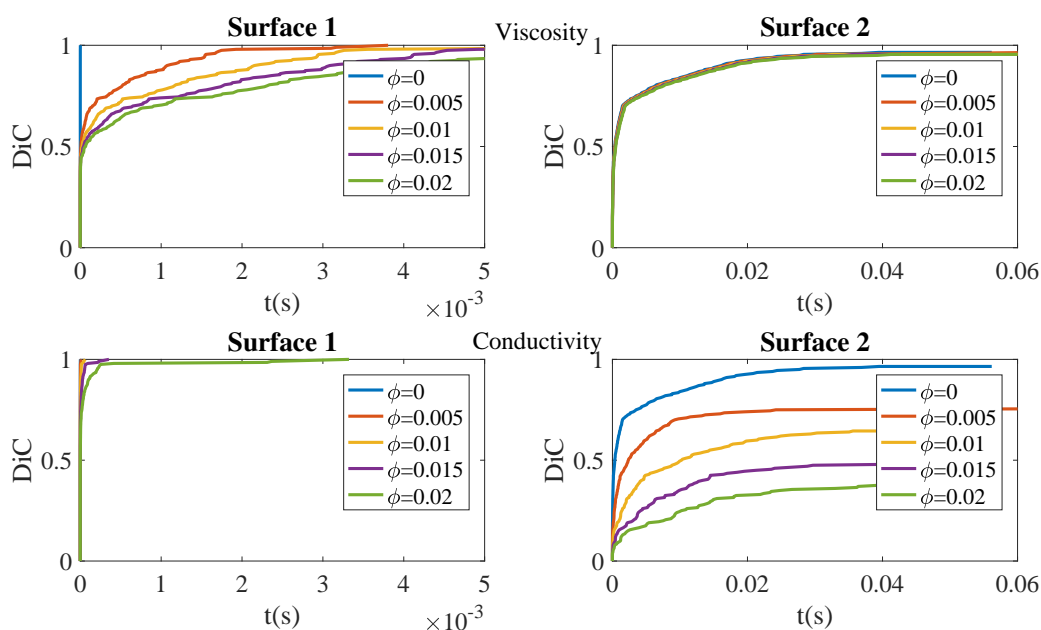 Viscosity
Surface 1
DiC
1
0.5
0
0
1
2
3
4
5
×10⁻³
t(s)
ϕ=0
ϕ=0.005
ϕ=0.01
ϕ=0.015
ϕ=0.02
Surface 2
DiC
1
0.5
0
0
0.02
0.04
0.06
t(s)
ϕ=0
ϕ=0.005
ϕ=0.01
ϕ=0.015
ϕ=0.02
Conductivity
Surface 1
DiC
1
0.5
0
0
1
2
3
4
5
×10⁻³
t(s)
ϕ=0
ϕ=0.005
ϕ=0.01
ϕ=0.015
ϕ=0.02
Surface 2
DiC
1
0.5
0
0
0.02
0.04
0.06
t(s)
ϕ=0
ϕ=0.005
ϕ=0.01
ϕ=0.015
ϕ=0.02